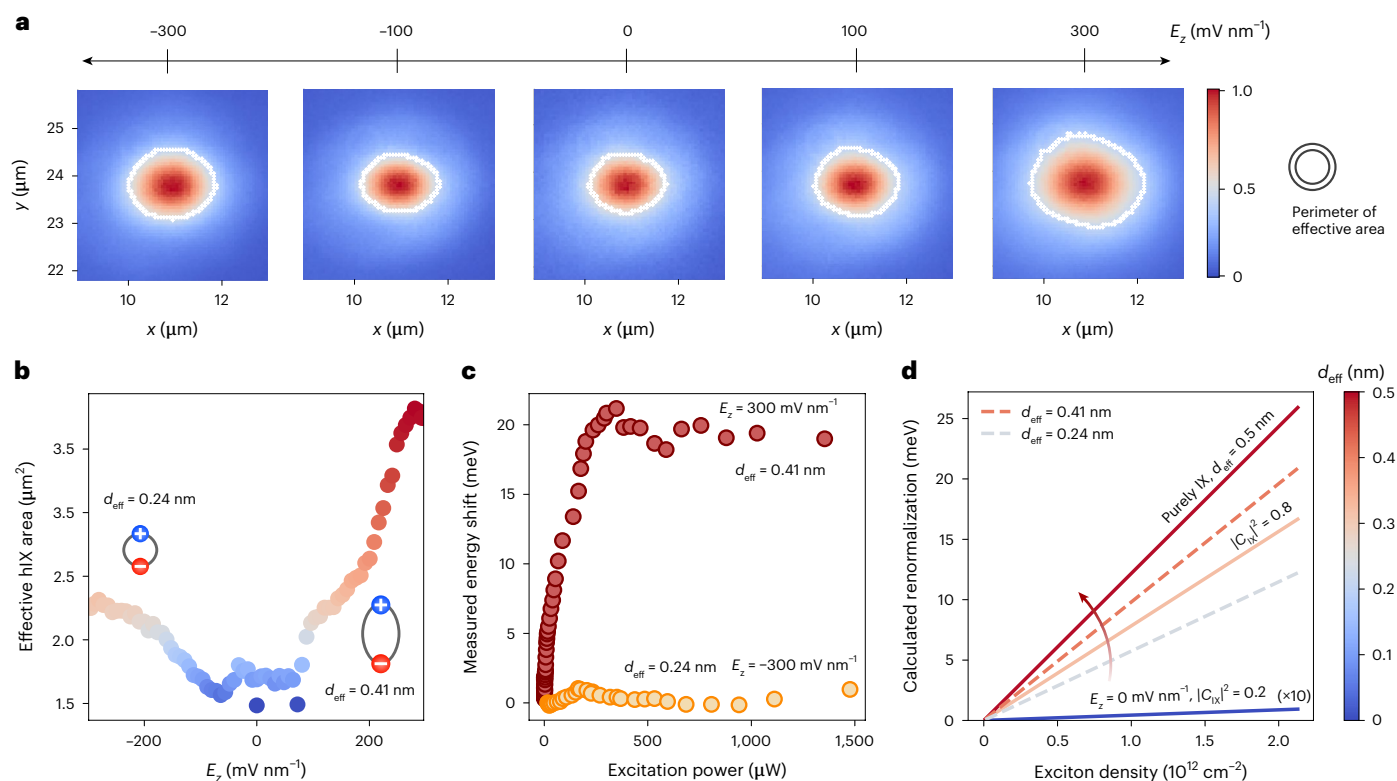 a
−300
−100
0
100
300
E_z (mV nm⁻¹)
25
24
23
22
y (μm)
10
12
10
12
10
12
10
12
10
12
x (μm)
x (μm)
x (μm)
x (μm)
x (μm)
1.0
0.5
0
Perimeter of
effective area
b
3.5
3.5
2.5
2.0
1.5
Effective hIX area (μm²)
d_eff = 0.24 nm
+
−
+
−
d_eff = 0.41 nm
−200
0
200
E_z (mV nm⁻¹)
c
20
15
10
5
0
Measured energy shift (meV)
E_z = 300 mV nm⁻¹
d_eff = 0.41 nm
d_eff = 0.24 nm
E_z = −300 mV nm⁻¹
0
500
1,000
1,500
Excitation power (μW)
d
25
20
15
10
5
0
Calculated renormalization (meV)
d_eff = 0.41 nm
d_eff = 0.24 nm
Purely IX, d_eff = 0.5 nm
|C_IX|² = 0.8
E_z = 0 mV nm⁻¹, |C_IX|² = 0.2 (×10)
0
0.5
1.0
1.5
2.0
Exciton density (10¹² cm⁻²)
d_eff (nm)
0.5
0.4
0.3
0.2
0.1
0